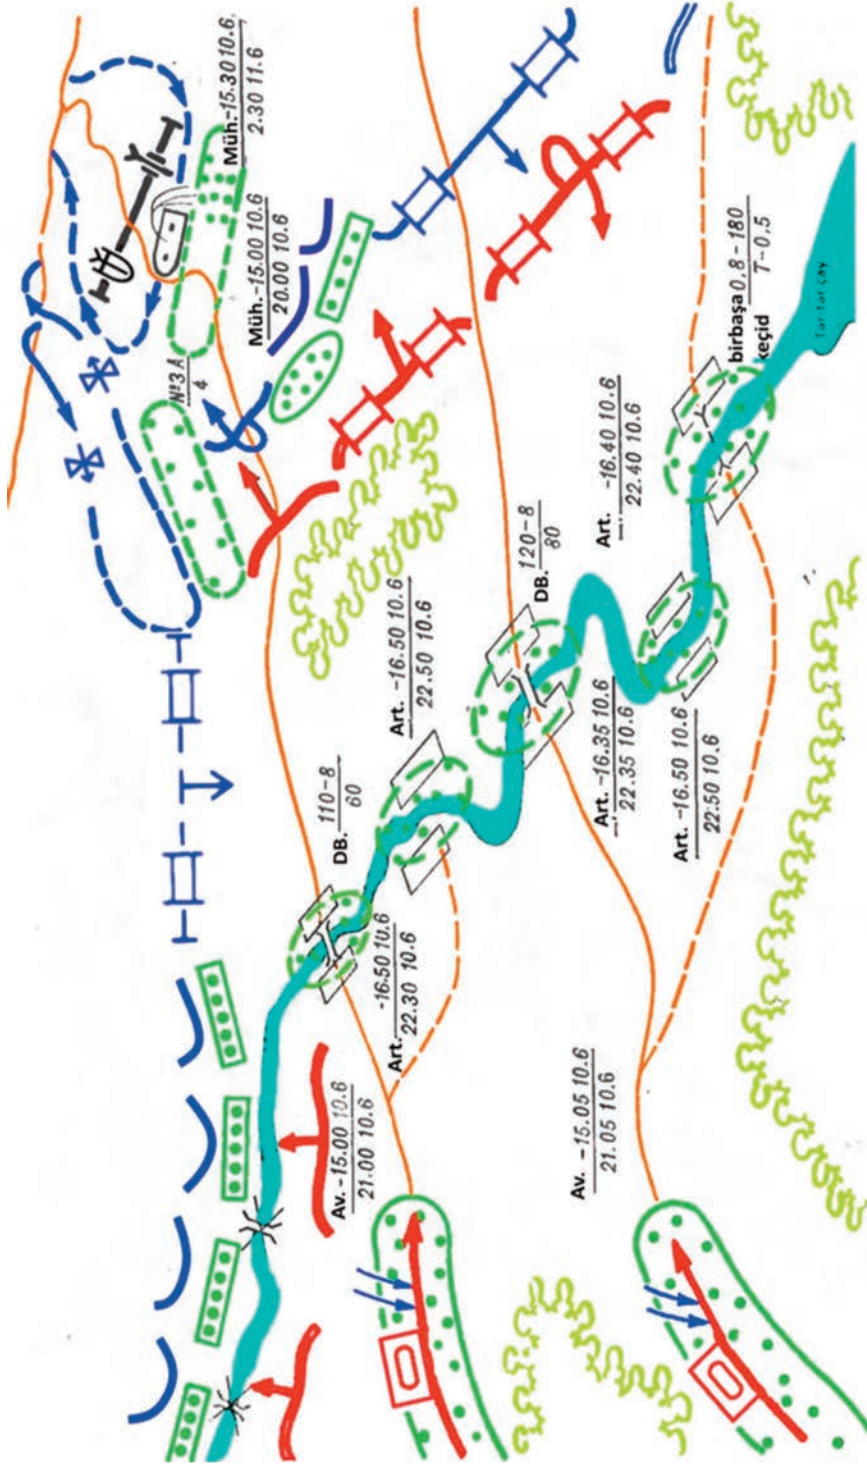 Müh.-15.30 10.6.
2.30 11.6
Müh.-15.00 10.6
20.00 10.6
№3 A
4
birbaşa 0,8-180
keçid T-0,5
Tər tər çay
Art. -16.40 10.6
22.40 10.6
DB. 120-8
80
Art. -16.50 10.6
22.50 10.6
Art. -16.35 10.6
22.35 10.6
Art. -16.50 10.6
22.50 10.6
DB. 110-8
60
Art. -16.50 10.6
22.30 10.6
Av. -15.00 10.6
21.00 10.6
Av. -15.05 10.6
21.05 10.6